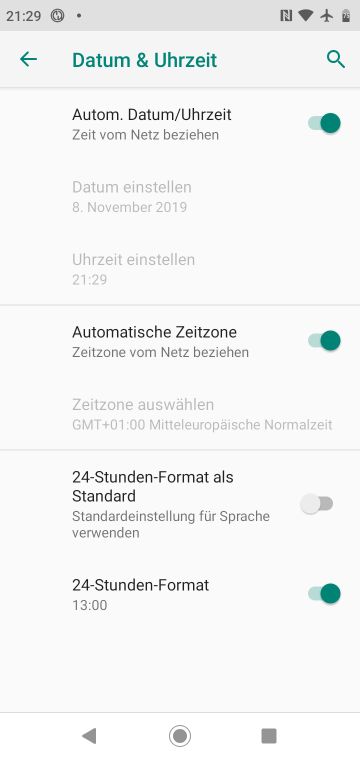 21:29
Datum & Uhrzeit
Autom. Datum/Uhrzeit
Zeit vom Netz beziehen
Datum einstellen
8. November 2019
Uhrzeit einstellen
21:29
Automatische Zeitzone
Zeitzone vom Netz beziehen
Zeitzone auswählen
GMT+01:00 Mitteleuropäische Normalzeit
24-Stunden-Format als
Standard
Standardeinstellung für Sprache
verwenden
24-Stunden-Format
13:00